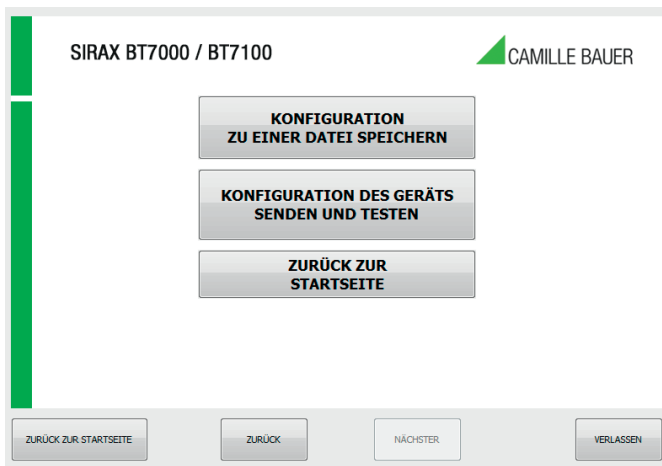 SIRAX BT7000 / BT7100
CAMILLE BAUER
KONFIGURATION
ZU EINER DATEI SPEICHERN
KONFIGURATION DES GERÄTS
SENDEN UND TESTEN
ZURÜCK ZUR
STARTSEITE
ZURÜCK ZUR STARTSEITE
ZURÜCK
NÄCHSTER
VERLASSEN